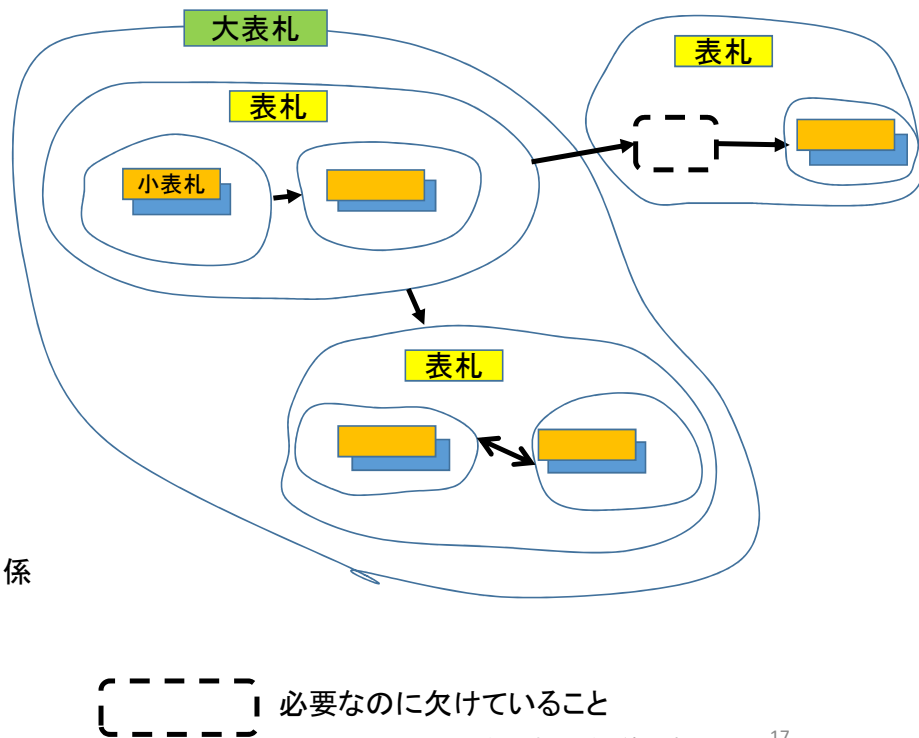 大表札
表札
表札
小表札
表札
係
必要なのに欠けていること
17